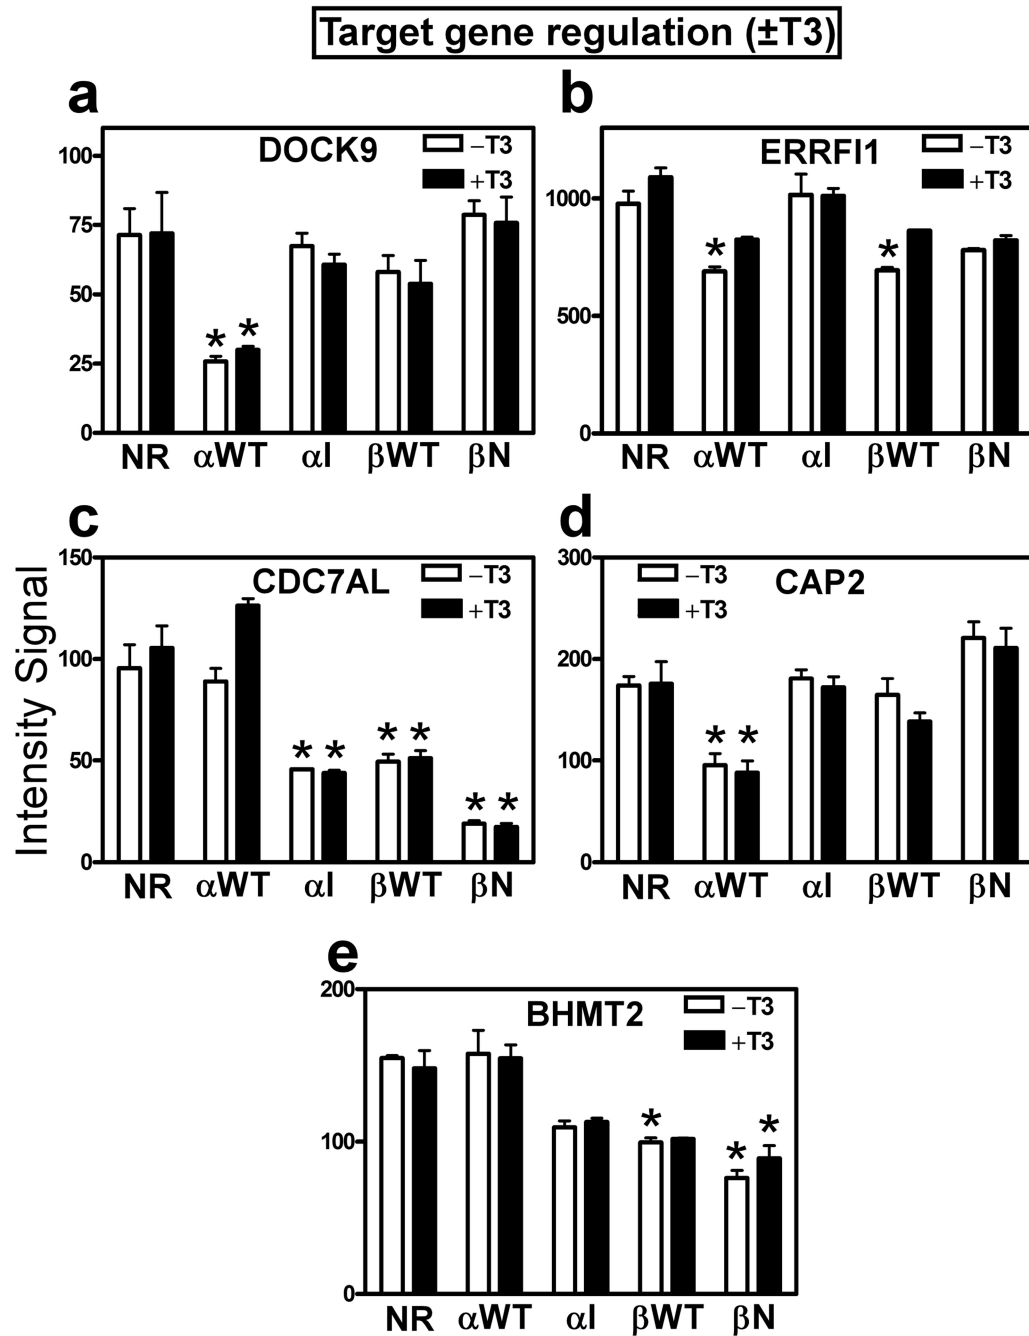 Target gene regulation (±T3)
a
DOCK9
−T3
+T3
100
75
50
25
0
NR αWT αI βWT βN
b
ERRFI1
−T3
+T3
1000
500
0
NR αWT αI βWT βN
Intensity Signal
c
CDC7AL
−T3
+T3
150
100
50
0
NR αWT αI βWT βN
d
CAP2
−T3
+T3
300
200
100
0
NR αWT αI βWT βN
e
BHMT2
−T3
+T3
200
100
0
NR αWT αI βWT βN